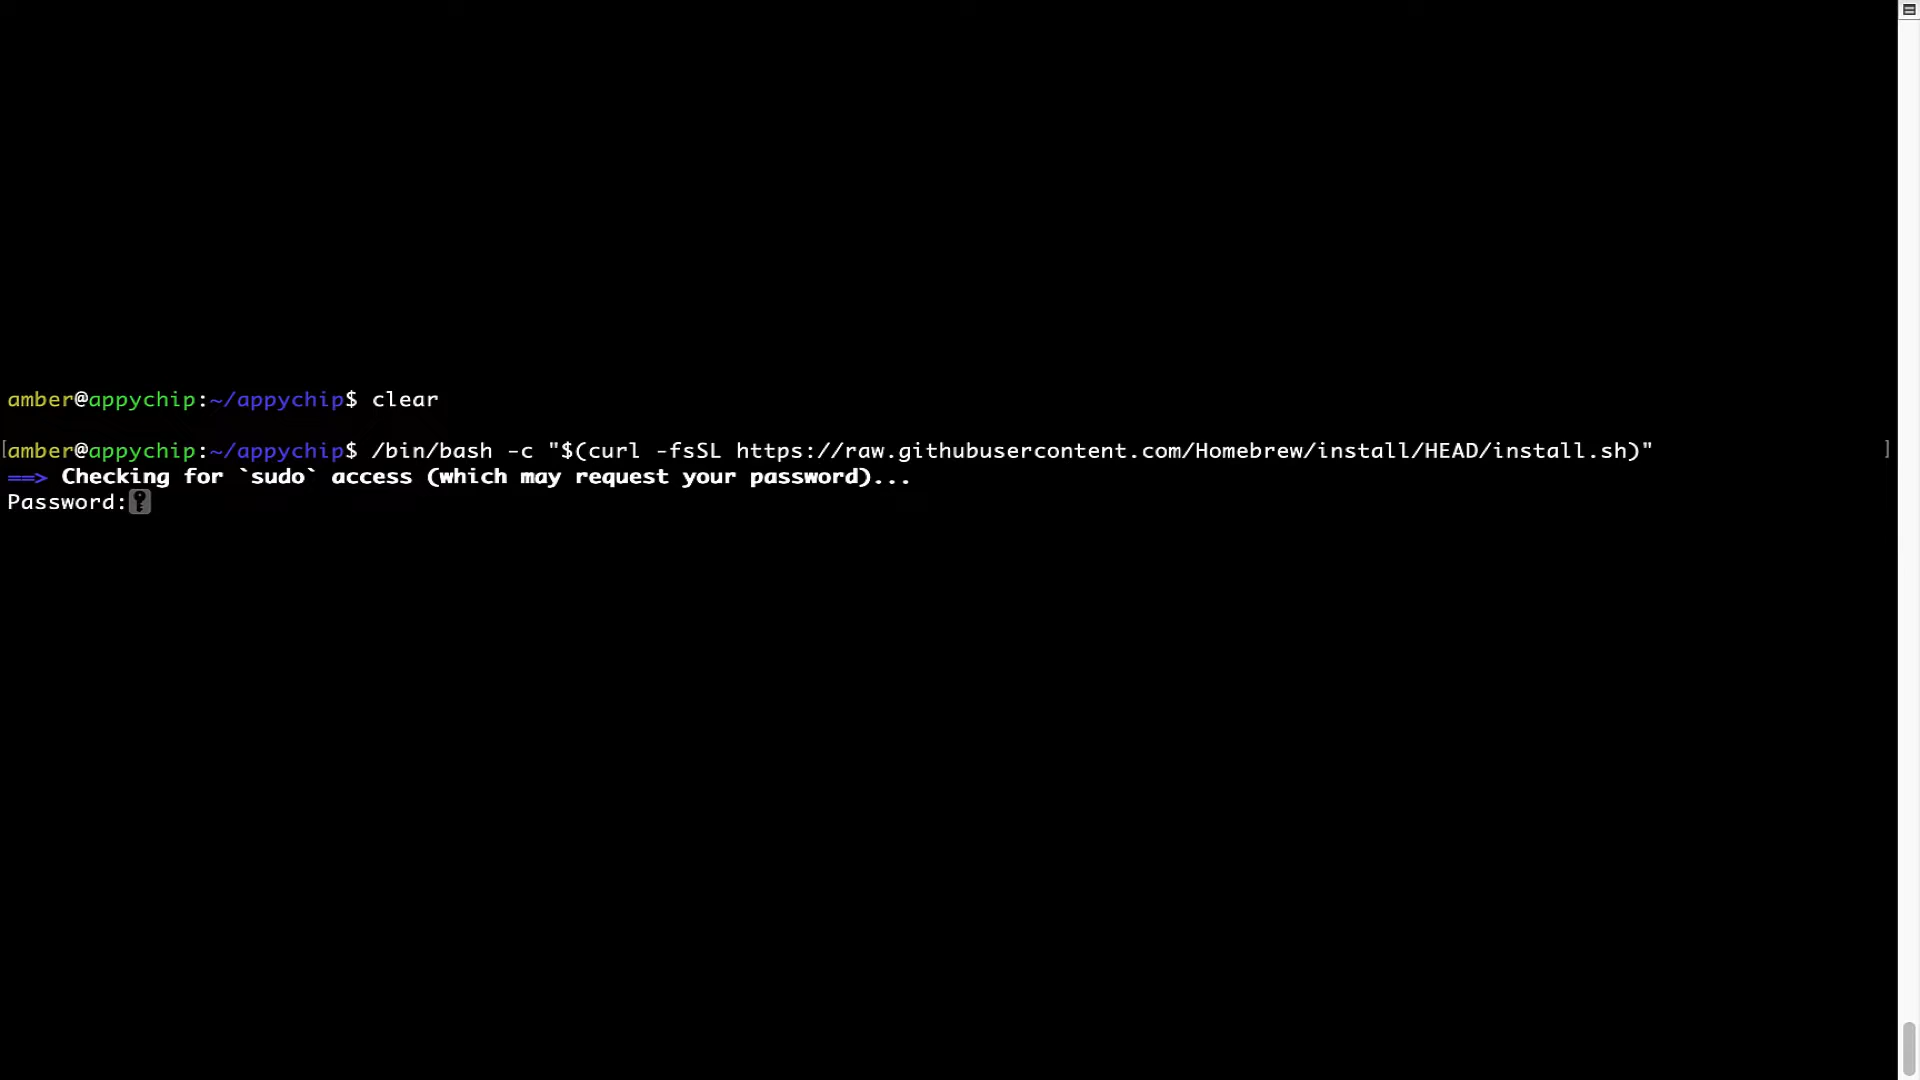 amber@appychip:~/appychip$ clear
[amber@appychip:~/appychip$ /bin/bash -c "$(curl -fsSL https://raw.githubusercontent.com/Homebrew/install/HEAD/install.sh)" ]
==> Checking for `sudo` access (which may request your password)...
Password: